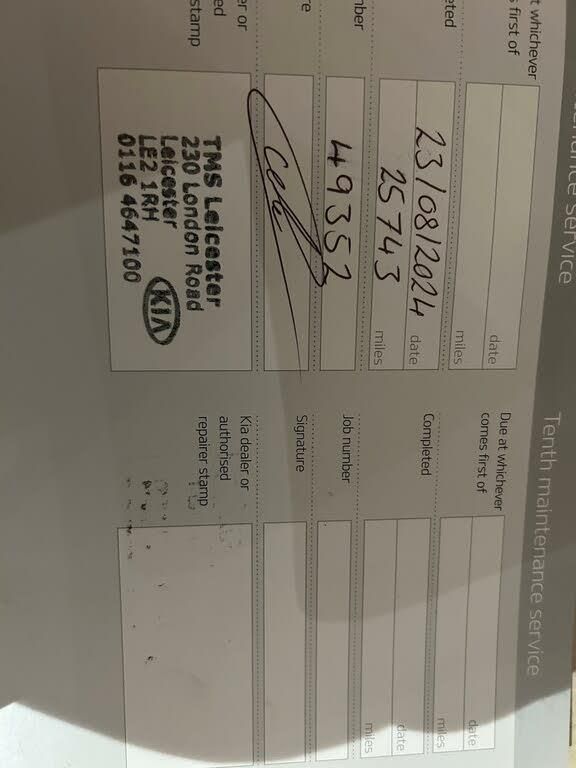 t whichever
s first of
date
miles
eted
23/08/2024
date
25743
miles
mber
49352
re
er or
ed
stamp
TMS Leicester
230 London Road
Leicester
LE2 1RH
0116 4647100
KIA
Tenth maintenance service
Due at whichever
comes first of
date
miles
Completed
date
miles
Job number
Signature
Kia dealer or
authorised
repairer stamp